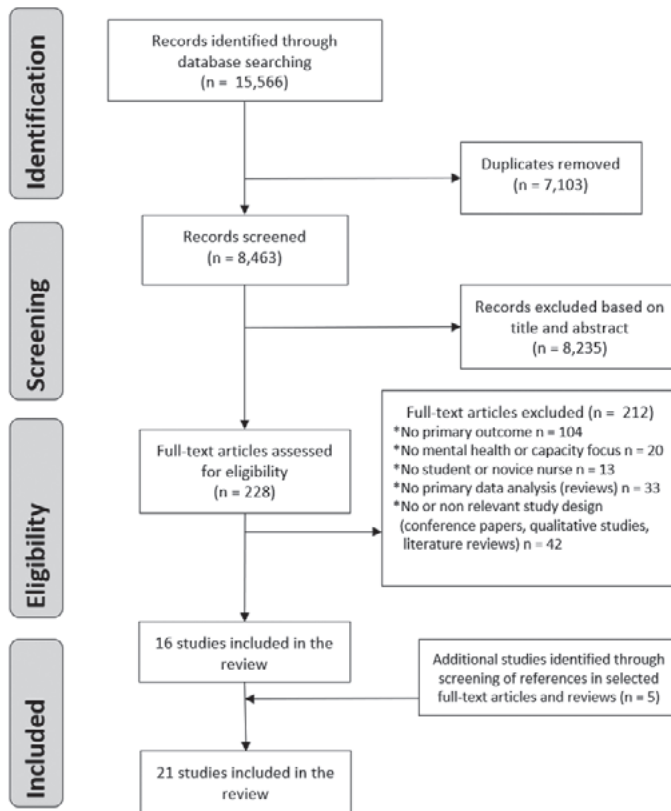 Identification
Records identified through
database searching
(n = 15,566)
Duplicates removed
(n = 7,103)
Screening
Records screened
(n = 8,463)
Records excluded based on
title and abstract
(n = 8,235)
Eligibility
Full-text articles assessed
for eligibility
(n = 228)
Full-text articles excluded (n = 212)
*No primary outcome n = 104
*No mental health or capacity focus n = 20
*No student or novice nurse n = 13
*No primary data analysis (reviews) n = 33
*No or non relevant study design
(conference papers, qualitative studies,
literature reviews) n = 42
Included
16 studies included in the
review
Additional studies identified through
screening of references in selected
full-text articles and reviews (n = 5)
21 studies included in the
review